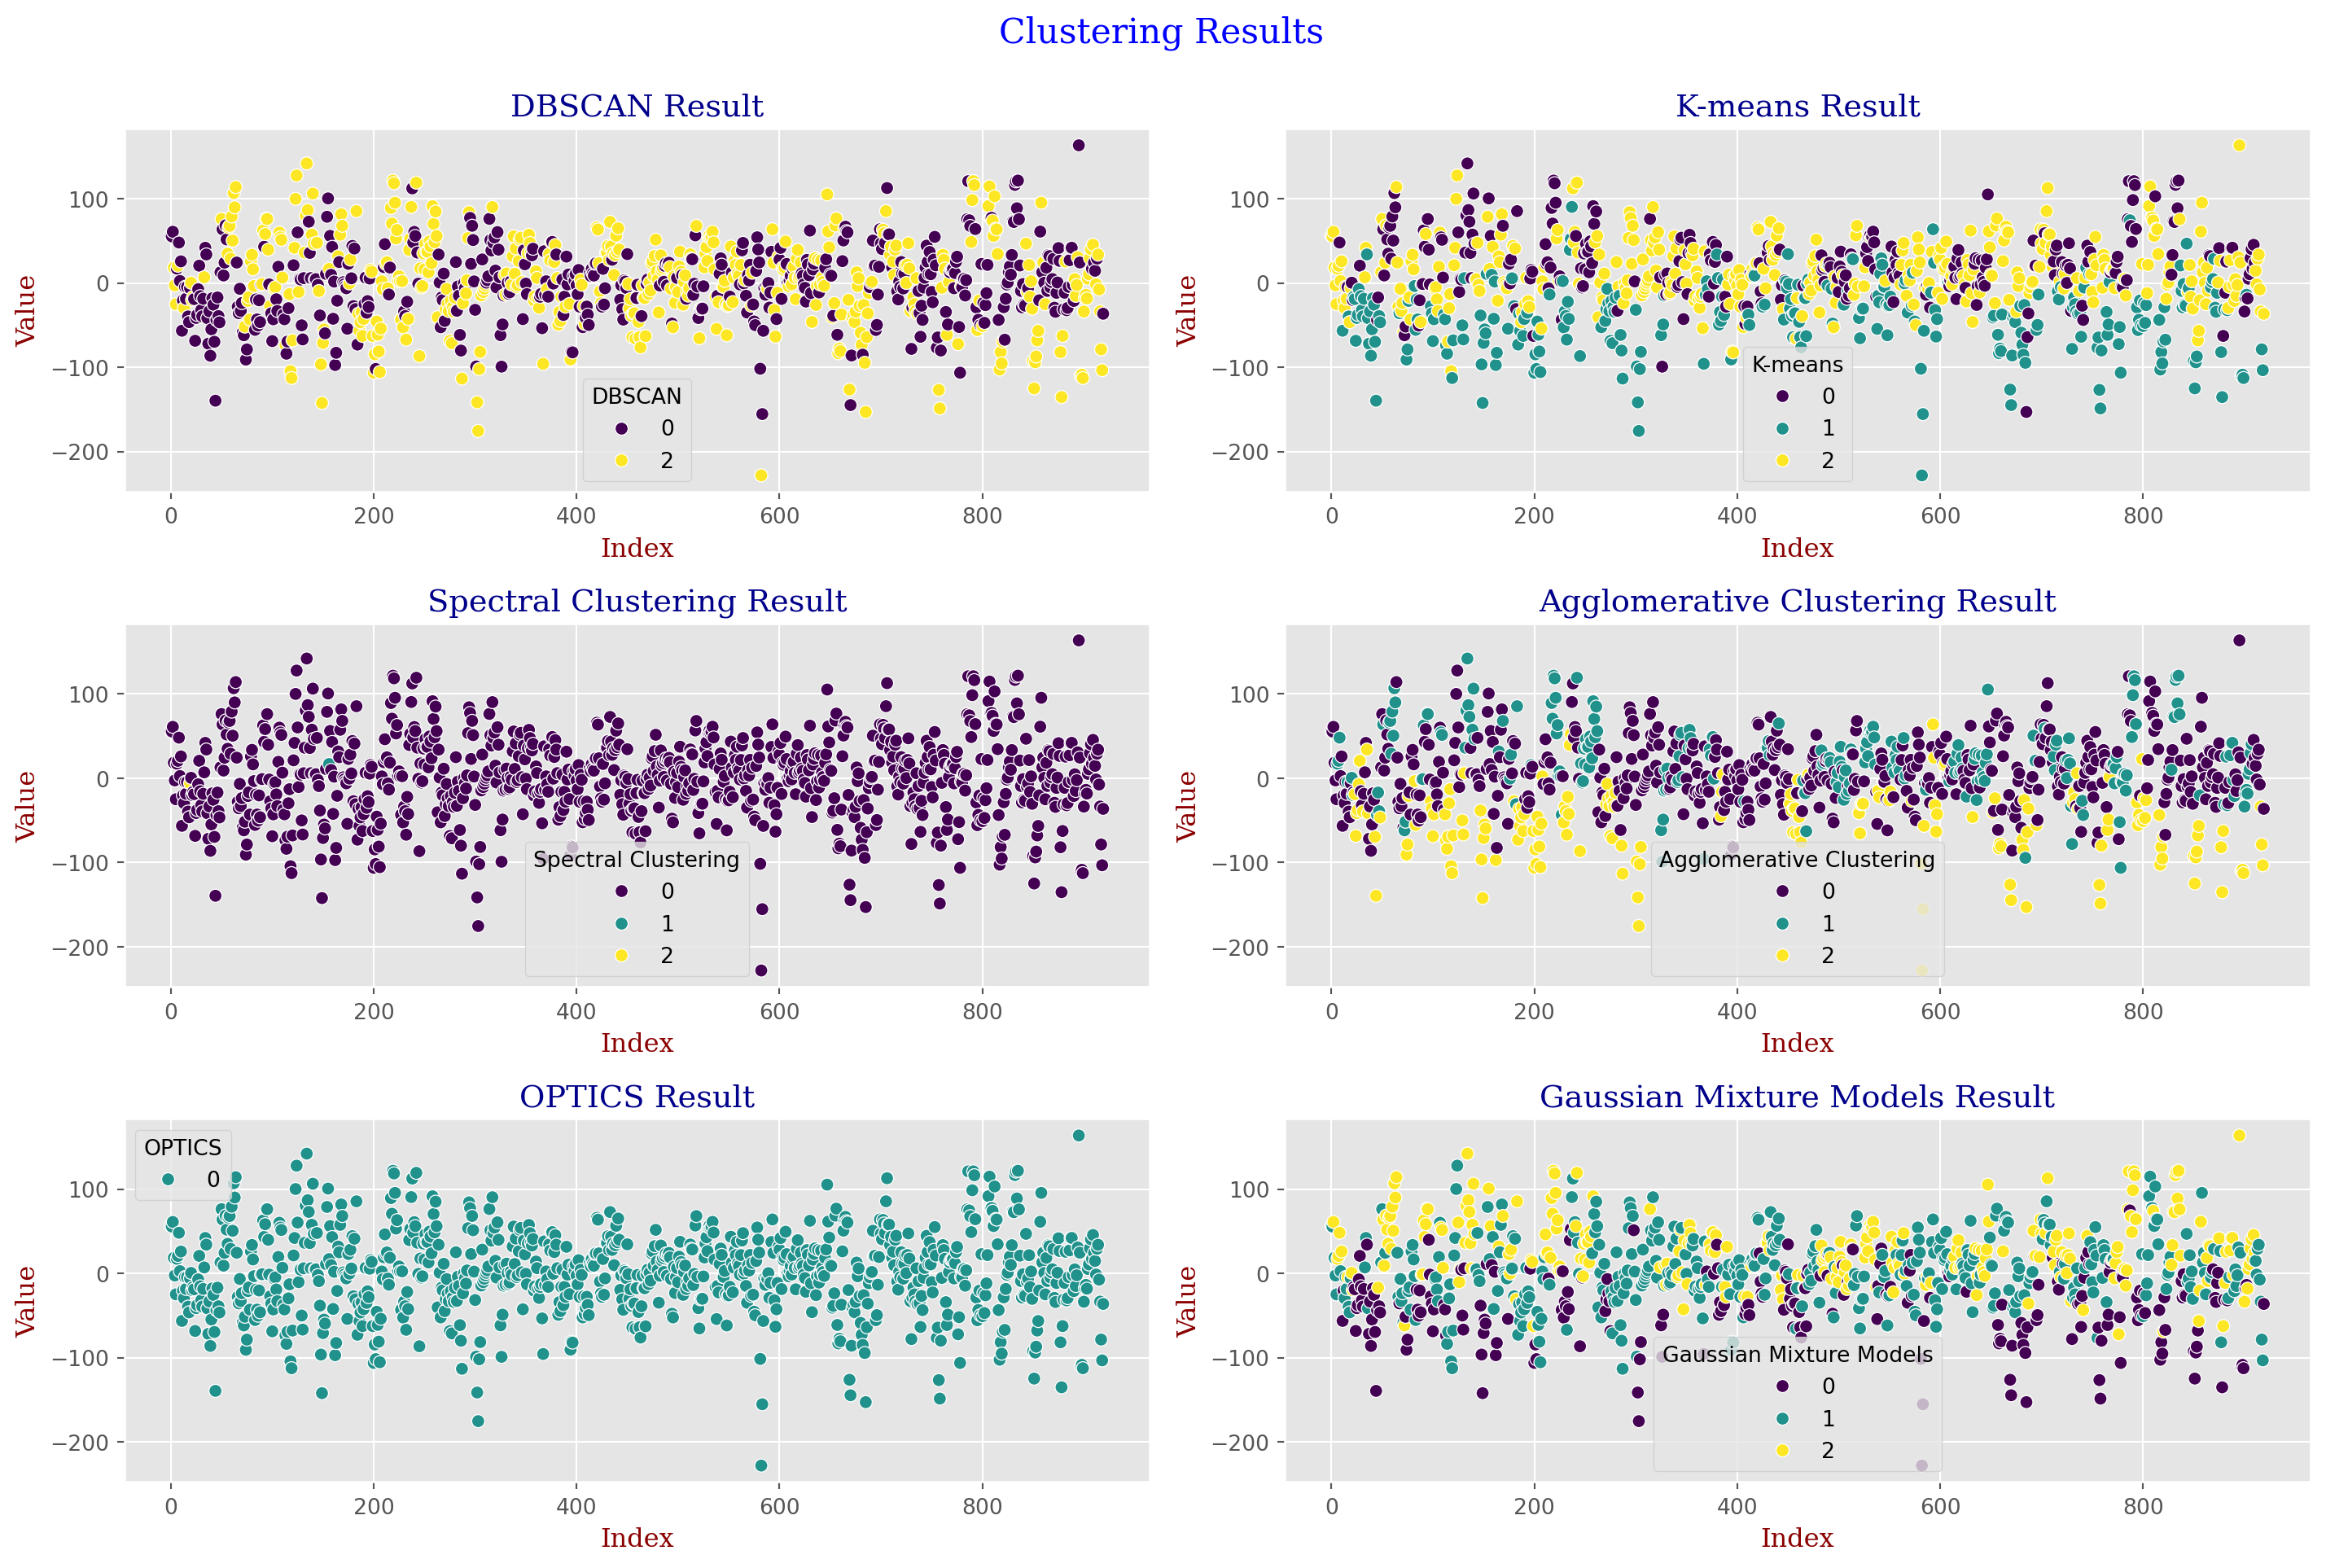 Clustering Results
DBSCAN Result
100
0
−100
−200
Value
0 200 400 600 800
Index
DBSCAN
0
2
K-means Result
100
0
−100
−200
Value
0 200 400 600 800
Index
K-means
0
1
2
Spectral Clustering Result
100
0
−100
−200
Value
0 200 400 600 800
Index
Spectral Clustering
0
1
2
Agglomerative Clustering Result
100
0
−100
−200
Value
0 200 400 600 800
Index
Agglomerative Clustering
0
1
2
OPTICS Result
100
0
−100
−200
Value
0 200 400 600 800
Index
OPTICS
0
Gaussian Mixture Models Result
100
0
−100
−200
Value
0 200 400 600 800
Index
Gaussian Mixture Models
0
1
2